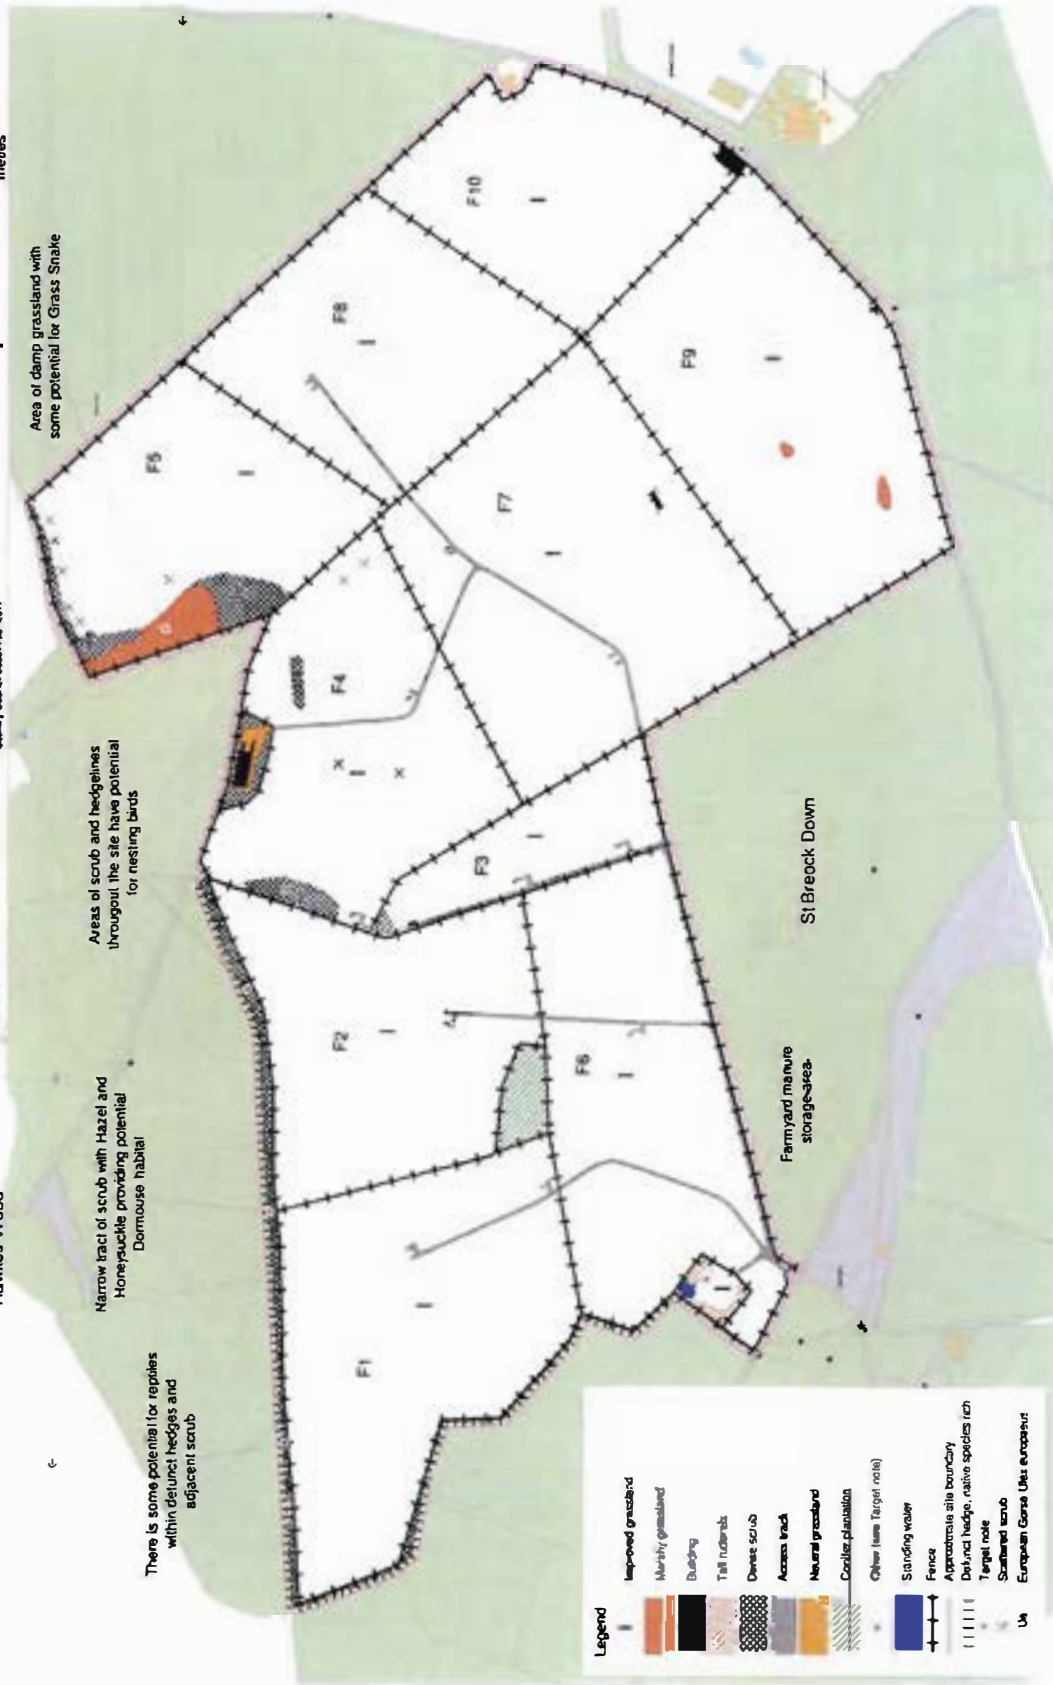 metres
Area of damp grassland with
some potential for Grass Snake
Areas of scrub and hedgelines
througout the site have potential
for nesting birds
Narrow tract of scrub with Hazel and
Honeysuckle providing potential
Dormouse habitat
There is some potential for reptiles
within defunct hedges and
adjacent scrub
F1
F2
F3
F4
F5
F6
F7
F8
F9
F10
St Breock Down
Farmyard manure
storage area
Legend
Improved grassland
Marshy grassland
Building
Tall ruderals
Dense scrub
Access track
Neutral grassland
Conifer plantation
Other (see Target note)
Standing water
Fence
Approximate site boundary
Defunct hedge, native species rich
Target note
Scattered scrub
European Gorse Ulex europaeus